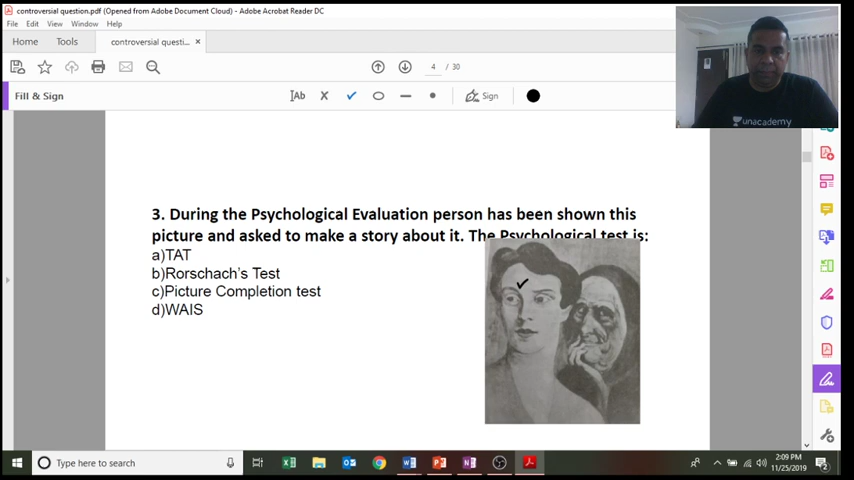 controversial question.pdf (Opened from Adobe Document Cloud) - Adobe Acrobat Reader DC
File Edit View Window Help
Home Tools controversial questi... ×
4 / 30
Fill & Sign
Ab Sign
unacademy
3. During the Psychological Evaluation person has been shown this
picture and asked to make a story about it. The Psychological test is:
a)TAT
b)Rorschach's Test
c)Picture Completion test
d)WAIS
Type here to search
2:09 PM
11/25/2019